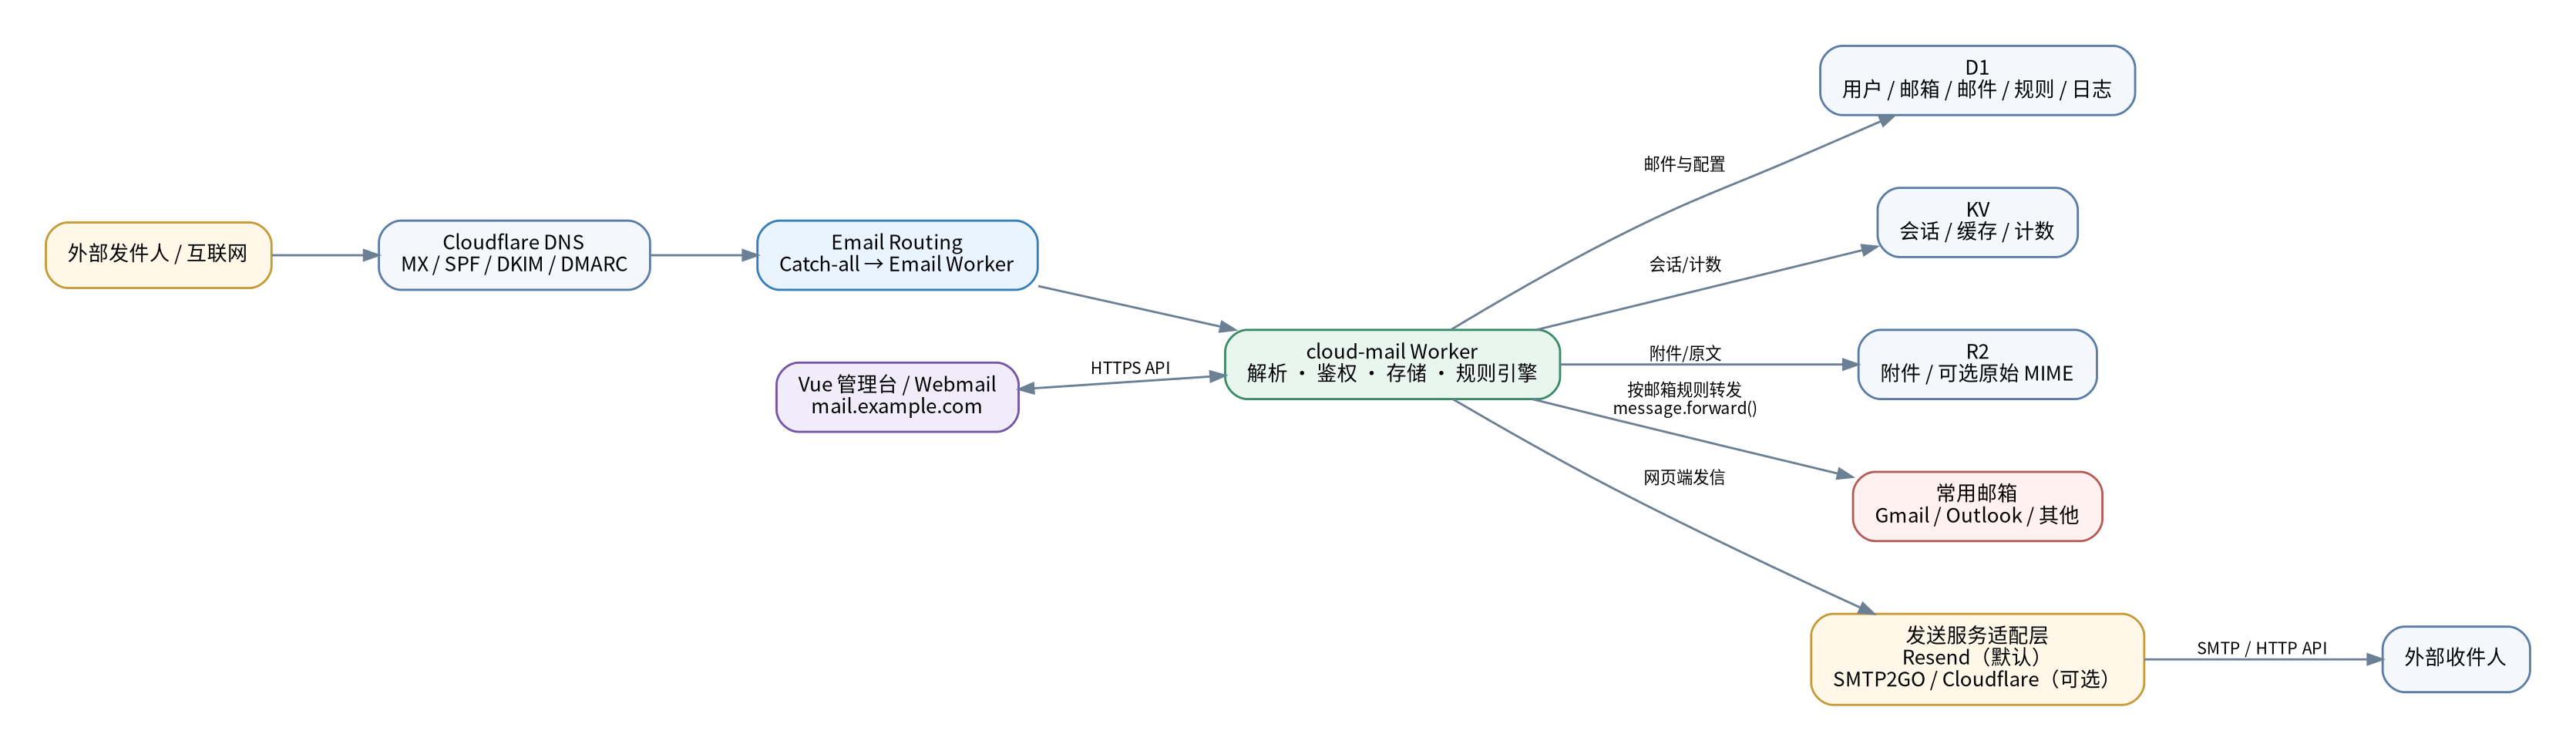 外部发件人 / 互联网
Cloudflare DNS
MX / SPF / DKIM / DMARC
Email Routing
Catch-all → Email Worker
Vue 管理台 / Webmail
mail.example.com
HTTPS API
cloud-mail Worker
解析 · 鉴权 · 存储 · 规则引擎
邮件与配置
会话/计数
附件/原文
按邮箱规则转发
message.forward()
网页端发信
D1
用户 / 邮箱 / 邮件 / 规则 / 日志
KV
会话 / 缓存 / 计数
R2
附件 / 可选原始 MIME
常用邮箱
Gmail / Outlook / 其他
发送服务适配层
Resend（默认）
SMTP2GO / Cloudflare（可选）
SMTP / HTTP API
外部收件人